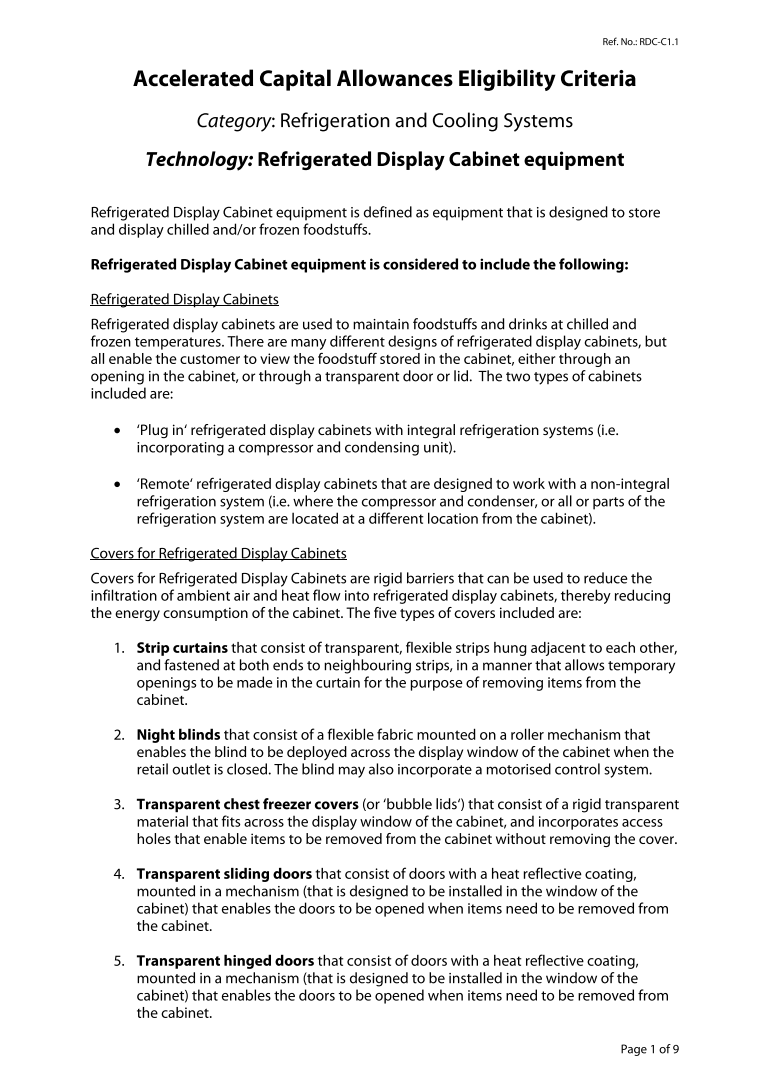 Ref. No.: RDC-C1.1
Accelerated Capital Allowances Eligibility Criteria
Category: Refrigeration and Cooling Systems
Technology: Refrigerated Display Cabinet equipment
Refrigerated Display Cabinet equipment is defined as equipment that is designed to store
and display chilled and/or frozen foodstuffs.
Refrigerated Display Cabinet equipment is considered to include the following:
Refrigerated Display Cabinets
Refrigerated display cabinets are used to maintain foodstuffs and drinks at chilled and
frozen temperatures. There are many different designs of refrigerated display cabinets, but
all enable the customer to view the foodstuff stored in the cabinet, either through an
opening in the cabinet, or through a transparent door or lid.  The two types of cabinets
included are:
• ‘Plug in‘ refrigerated display cabinets with integral refrigeration systems (i.e.
incorporating a compressor and condensing unit).
• ‘Remote‘ refrigerated display cabinets that are designed to work with a non-integral
refrigeration system (i.e. where the compressor and condenser, or all or parts of the
refrigeration system are located at a different location from the cabinet).
Covers for Refrigerated Display Cabinets
Covers for Refrigerated Display Cabinets are rigid barriers that can be used to reduce the
infiltration of ambient air and heat flow into refrigerated display cabinets, thereby reducing
the energy consumption of the cabinet. The five types of covers included are:
1. Strip curtains that consist of transparent, flexible strips hung adjacent to each other,
and fastened at both ends to neighbouring strips, in a manner that allows temporary
openings to be made in the curtain for the purpose of removing items from the
cabinet.
2. Night blinds that consist of a flexible fabric mounted on a roller mechanism that
enables the blind to be deployed across the display window of the cabinet when the
retail outlet is closed. The blind may also incorporate a motorised control system.
3. Transparent chest freezer covers (or ‘bubble lids‘) that consist of a rigid transparent
material that fits across the display window of the cabinet, and incorporates access
holes that enable items to be removed from the cabinet without removing the cover.
4. Transparent sliding doors that consist of doors with a heat reflective coating,
mounted in a mechanism (that is designed to be installed in the window of the
cabinet) that enables the doors to be opened when items need to be removed from
the cabinet.
5. Transparent hinged doors that consist of doors with a heat reflective coating,
mounted in a mechanism (that is designed to be installed in the window of the
cabinet) that enables the doors to be opened when items need to be removed from
the cabinet.
Page 1 of 9